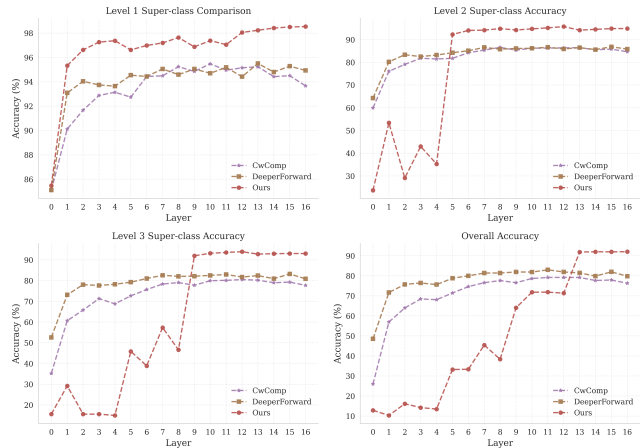 Level 1 Super-class Comparison
Accuracy (%)
98
96
94
92
90
88
86
CwComp
DeeperForward
Ours
0 1 2 3 4 5 6 7 8 9 10 11 12 13 14 15 16
Layer
Level 2 Super-class Accuracy
Accuracy (%)
90
80
70
60
50
40
30
CwComp
DeeperForward
Ours
0 1 2 3 4 5 6 7 8 9 10 11 12 13 14 15 16
Layer
Level 3 Super-class Accuracy
Accuracy (%)
90
80
70
60
50
40
30
20
CwComp
DeeperForward
Ours
0 1 2 3 4 5 6 7 8 9 10 11 12 13 14 15 16
Layer
Overall Accuracy
Accuracy (%)
90
80
70
60
50
40
30
20
10
CwComp
DeeperForward
Ours
0 1 2 3 4 5 6 7 8 9 10 11 12 13 14 15 16
Layer